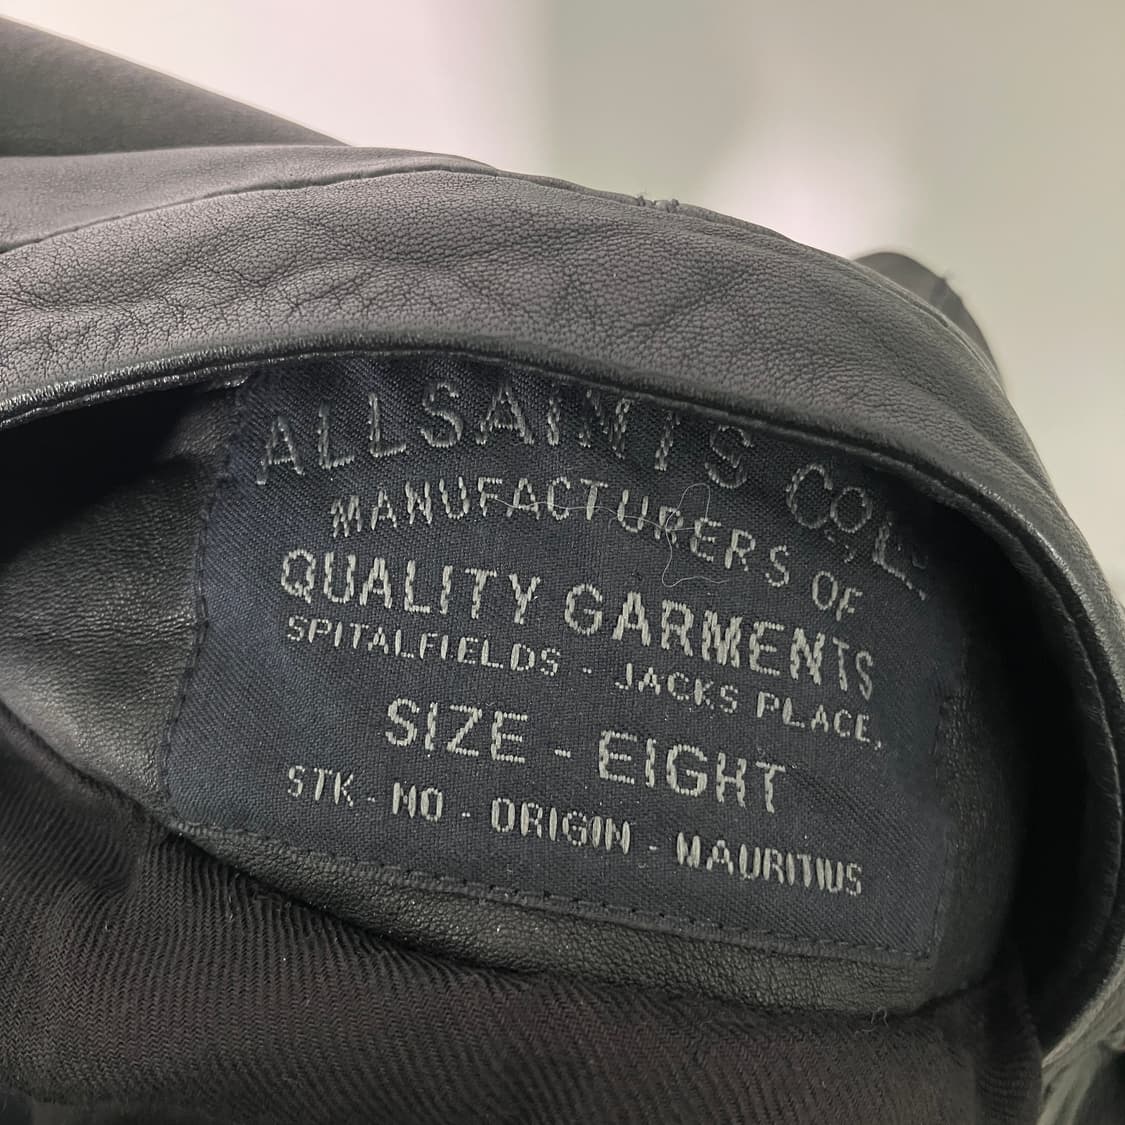 ALLSAINTS CO, L
MANUFACTURERS OF
QUALITY GARMENTS
SPITALFIELDS - JACKS PLACE,
SIZE - EIGHT
STK - NO - ORIGIN - MAURITIUS